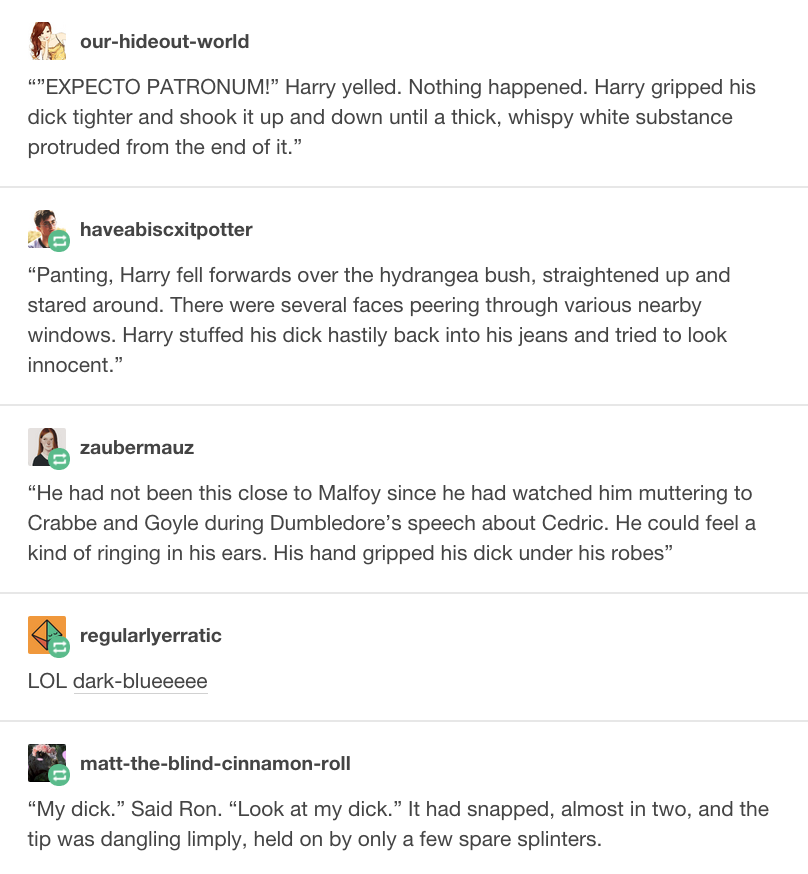 our-hideout-world
“”EXPECTO PATRONUM!” Harry yelled. Nothing happened. Harry gripped his
dick tighter and shook it up and down until a thick, whispy white substance
protruded from the end of it.”
haveabiscxitpotter
“Panting, Harry fell forwards over the hydrangea bush, straightened up and
stared around. There were several faces peering through various nearby
windows. Harry stuffed his dick hastily back into his jeans and tried to look
innocent.”
zaubermauz
“He had not been this close to Malfoy since he had watched him muttering to
Crabbe and Goyle during Dumbledore’s speech about Cedric. He could feel a
kind of ringing in his ears. His hand gripped his dick under his robes”
regularlyerratic
LOL dark-blueeeee
matt-the-blind-cinnamon-roll
“My dick.” Said Ron. “Look at my dick.” It had snapped, almost in two, and the
tip was dangling limply, held on by only a few spare splinters.